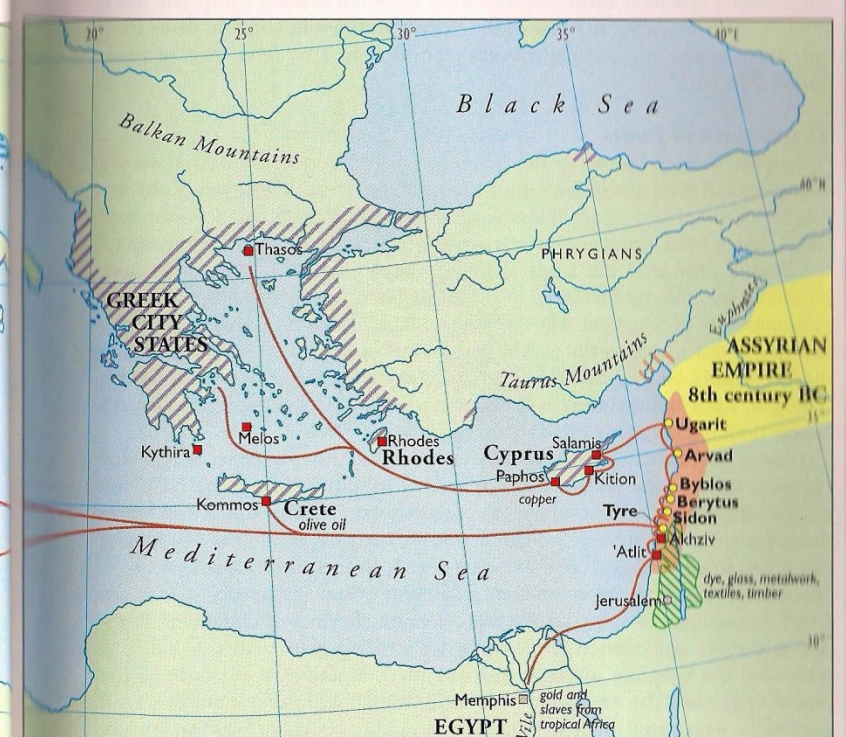 20°
25°
30°
35°
40°E
Black Sea
Balkan Mountains
40°N
Thasos
PHRYGIANS
Euphrates
GREEK
CITY
STATES
ASSYRIAN
EMPIRE
8th century BC
Taurus Mountains
35°
Ugarit
Melos
Rhodes
Rhodes
Salamis
Cyprus
Kythira
Arvad
Paphos
Kition
copper
Byblos
Berytus
Kommos
Crete
olive oil
Tyre
Sidon
Akhziv
'Atlit
Mediterranean Sea
dye, glass, metalwork,
textiles, timber
Jerusalem
30°
Memphis
gold and
slaves from
tropical Africa
EGYPT
Nile